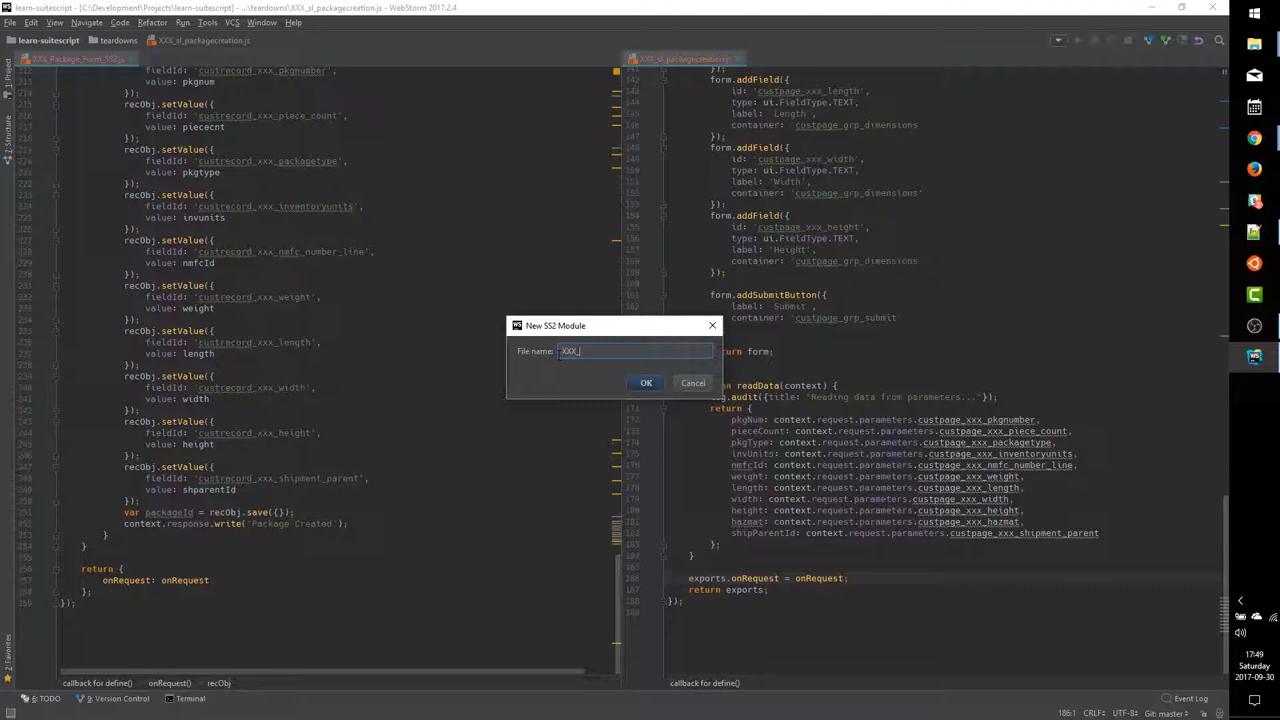 learn-suitescript - [C:\Development\Projects\learn-suitescript] - ...\teardowns\XXX_sl_packagecreation.js - WebStorm 2017.2.4
File Edit View Navigate Code Refactor Run Tools VCS Window Help
learn-suitescript teardowns XXX_sl_packagecreation.js
XXX_Package_Form_SS2.js
fieldId: 'custrecord_xxx_pkgnumber',
value: pkgnum
});
recObj.setValue({
fieldId: 'custrecord_xxx_piece_count',
value: piececnt
});
recObj.setValue({
fieldId: 'custrecord_xxx_packagetype',
value: pkgtype
});
recObj.setValue({
fieldId: 'custrecord_xxx_inventoryunits',
value: invunits
});
recObj.setValue({
fieldId: 'custrecord_xxx_nmfc_number_line',
value: nmfcId
});
recObj.setValue({
fieldId: 'custrecord_xxx_weight',
value: weight
});
recObj.setValue({
fieldId: 'custrecord_xxx_length',
value: length
});
recObj.setValue({
fieldId: 'custrecord_xxx_width',
value: width
});
recObj.setValue({
fieldId: 'custrecord_xxx_height',
value: height
});
recObj.setValue({
fieldId: 'custrecord_xxx_shipment_parent',
value: shparentId
});
var packageId = recObj.save({});
context.response.write('Package Created');
}
}
return {
onRequest: onRequest
};
});
callback for define() onRequest() recObj
XXX_sl_packagecreation.js
});
form.addField({
id: 'custpage_xxx_length',
type: ui.FieldType.TEXT,
label: 'Length',
container: 'custpage_grp_dimensions'
});
form.addField({
id: 'custpage_xxx_width',
type: ui.FieldType.TEXT,
label: 'Width',
container: 'custpage_grp_dimensions'
});
form.addField({
id: 'custpage_xxx_height',
type: ui.FieldType.TEXT,
label: 'Height',
container: 'custpage_grp_dimensions'
});
form.addSubmitButton({
label: 'Submit',
container: 'custpage_grp_submit'
form;
readData(context) {
.audit({title: "Reading data from parameters..."});
return {
pkgNum: context.request.parameters.custpage_xxx_pkgnumber,
pieceCount: context.request.parameters.custpage_xxx_piece_count,
pkgType: context.request.parameters.custpage_xxx_packagetype,
invUnits: context.request.parameters.custpage_xxx_inventoryunits,
nmfcId: context.request.parameters.custpage_xxx_nmfc_number_line,
weight: context.request.parameters.custpage_xxx_weight,
length: context.request.parameters.custpage_xxx_length,
width: context.request.parameters.custpage_xxx_width,
height: context.request.parameters.custpage_xxx_height,
hazmat: context.request.parameters.custpage_xxx_hazmat,
shipParentId: context.request.parameters.custpage_xxx_shipment_parent
};
}
exports.onRequest = onRequest;
return exports;
});
callback for define()
New SS2 Module
File name: XXX_
OK Cancel
1: Project
7: Structure
2: Favorites
6: TODO 9: Version Control Terminal Event Log
186:1 CRLF÷ UTF-8÷ Git: master÷
17:49
Saturday
2017-09-30